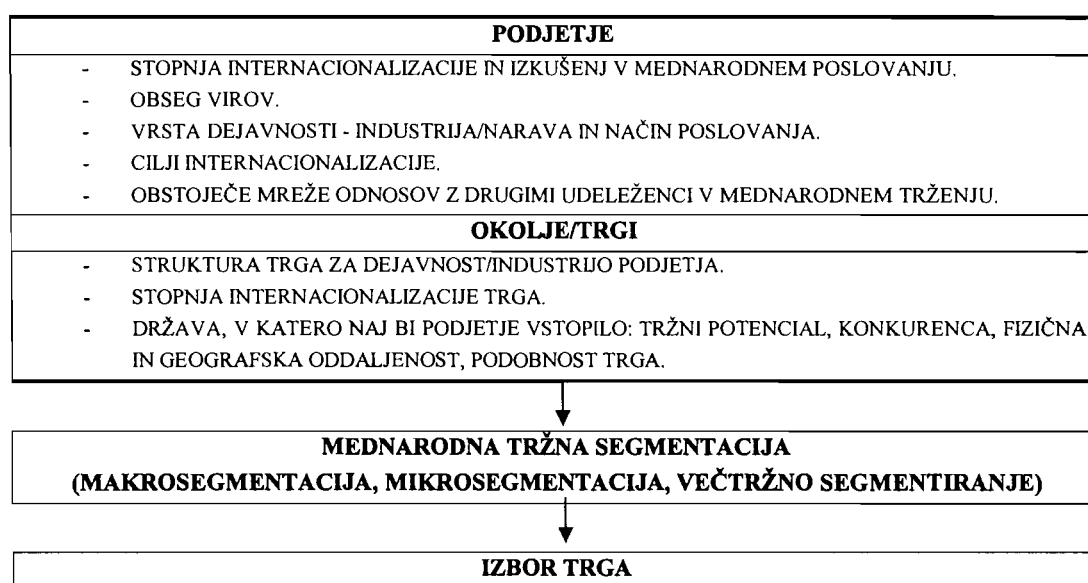 PODJETJE
- STOPNJA INTERNACIONALIZACIJE IN IZKUŠENJ V MEDNARODNEM POSLOVANJU.
- OBSEG VIROV.
- VRSTA DEJAVNOSTI - INDUSTRIJA/NARAVA IN NAČIN POSLOVANJA.
- CILJI INTERNACIONALIZACIJE.
- OBSTOJEČE MREŽE ODNOSOV Z DRUGIMI UDELEŽENCI V MEDNARODNEM TRŽENJU.
OKOLJE/TRGI
- STRUKTURA TRGA ZA DEJAVNOST/INDUSTRIJO PODJETJA.
- STOPNJA INTERNACIONALIZACIJE TRGA.
- DRŽAVA, V KATERO NAJ BI PODJETJE VSTOPILO: TRŽNI POTENCIAL, KONKURENCA, FIZIČNA
IN GEOGRAFSKA ODDALJENOST, PODOBNOST TRGA.
MEDNARODNA TRŽNA SEGMENTACIJA
(MAKROSEGMENTACIJA, MIKROSEGMENTACIJA, VEČTRŽNO SEGMENTIRANJE)
IZBOR TRGA